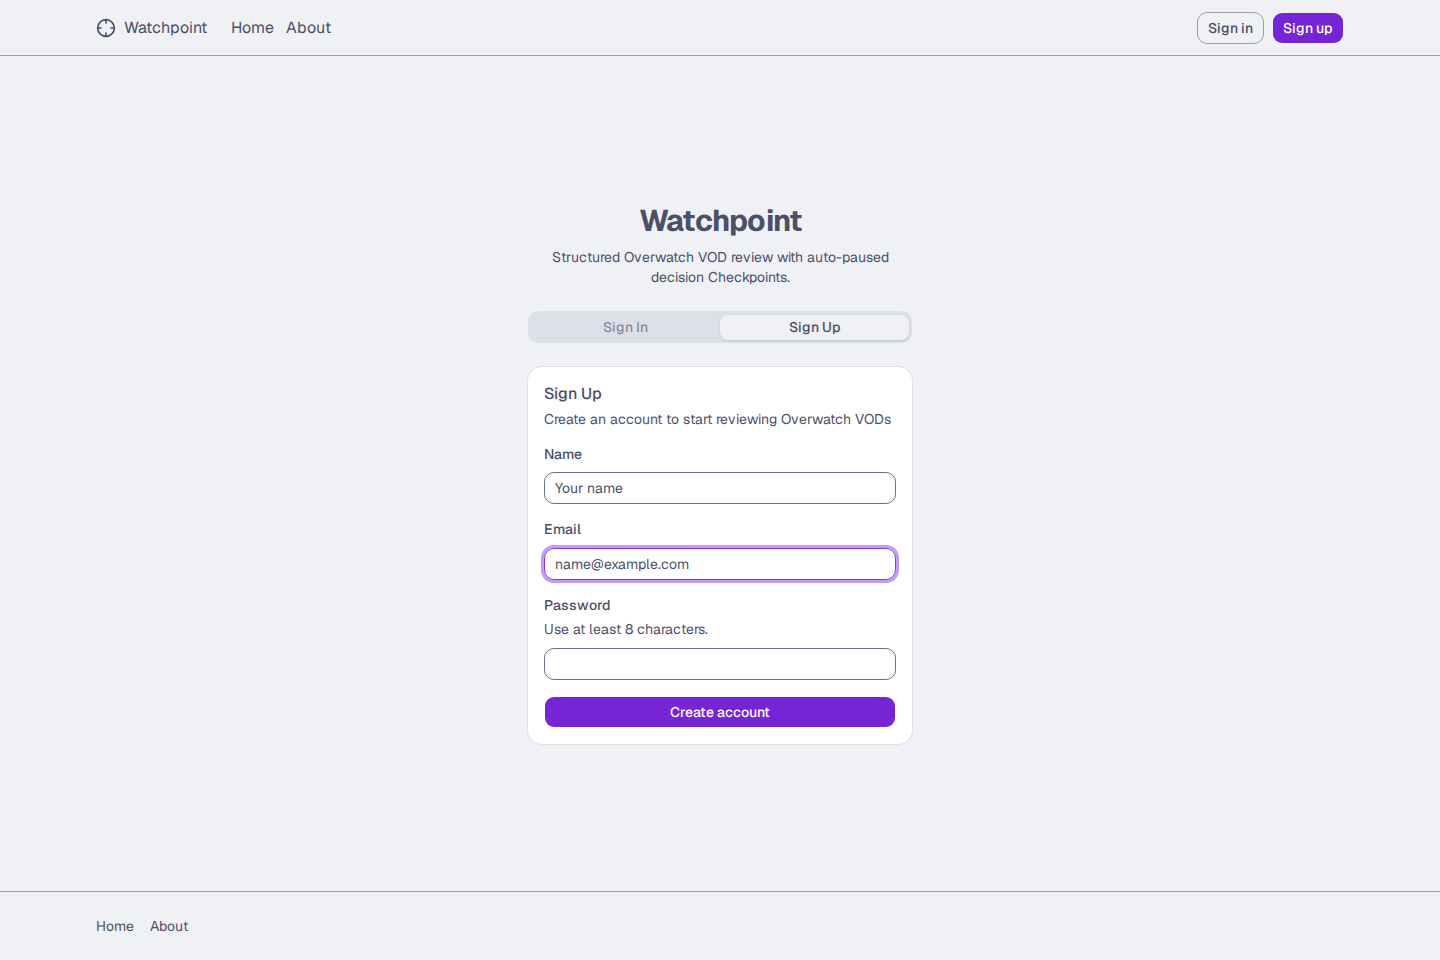 Watchpoint Home About Sign in Sign up
Watchpoint
Structured Overwatch VOD review with auto-paused
decision Checkpoints.
Sign In Sign Up
Sign Up
Create an account to start reviewing Overwatch VODs
Name
Your name
Email
name@example.com
Password
Use at least 8 characters.
Create account
Home About